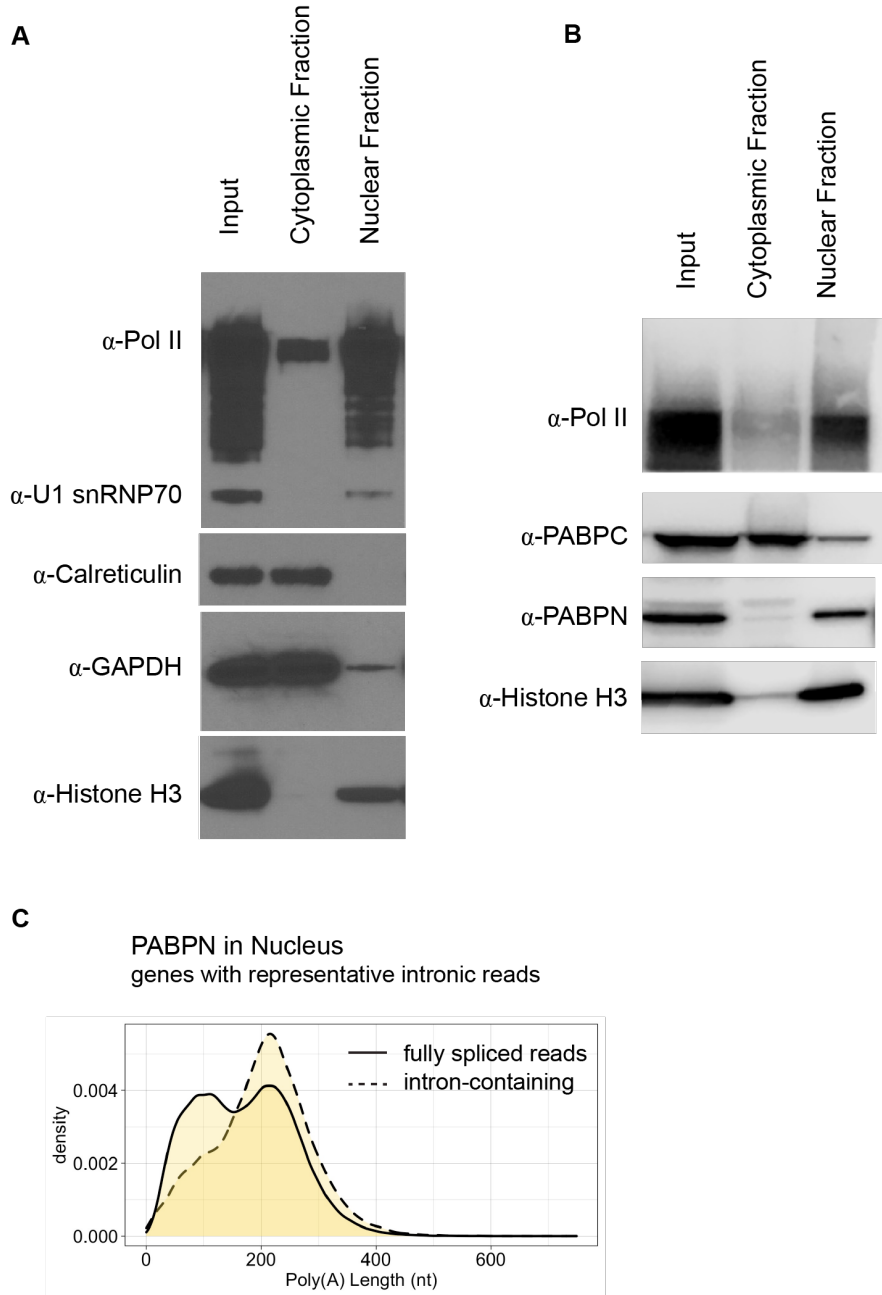 A
Input
Cytoplasmic Fraction
Nuclear Fraction
α-Pol II
α-U1 snRNP70
α-Calreticulin
α-GAPDH
α-Histone H3
B
Input
Cytoplasmic Fraction
Nuclear Fraction
α-Pol II
α-PABPC
α-PABPN
α-Histone H3
C
PABPN in Nucleus
genes with representative intronic reads
fully spliced reads
intron-containing
density
0.004
0.002
0.000
0 200 400 600
Poly(A) Length (nt)